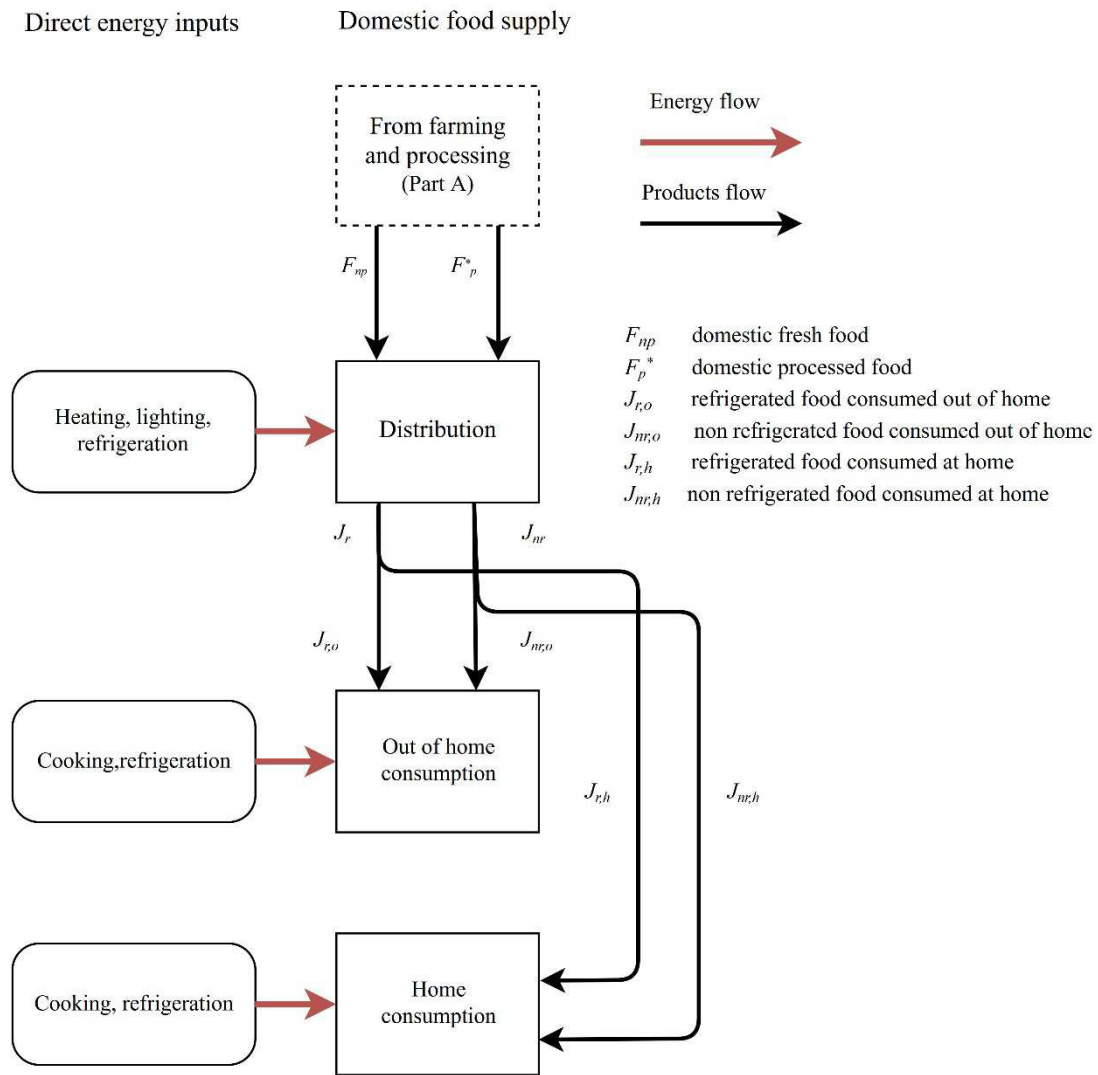 Direct energy inputs
Domestic food supply
From farming
and processing
(Part A)
Energy flow
Products flow
F_np
F*_p
F_np domestic fresh food
F_p* domestic processed food
J_r,o refrigerated food consumed out of home
J_nr,o non refrigerated food consumed out of home
J_r,h refrigerated food consumed at home
J_nr,h non refrigerated food consumed at home
Heating, lighting,
refrigeration
Distribution
J_r
J_nr
J_r,o
J_nr,o
Cooking,refrigeration
Out of home
consumption
J_r,h
J_nr,h
Cooking, refrigeration
Home
consumption